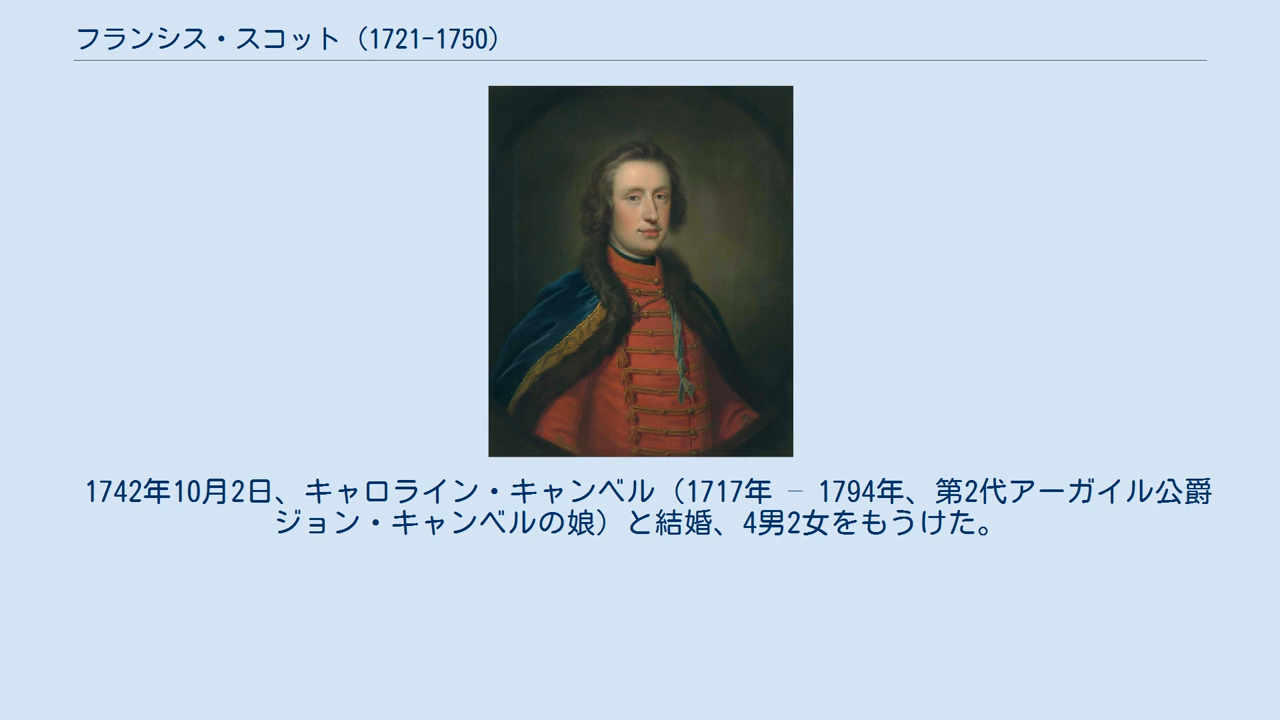 フランシス・スコット（1721-1750）
1742年10月2日、キャロライン・キャンベル（1717年 – 1794年、第2代アーガイル公爵
ジョン・キャンベルの娘）と結婚、4男2女をもうけた。